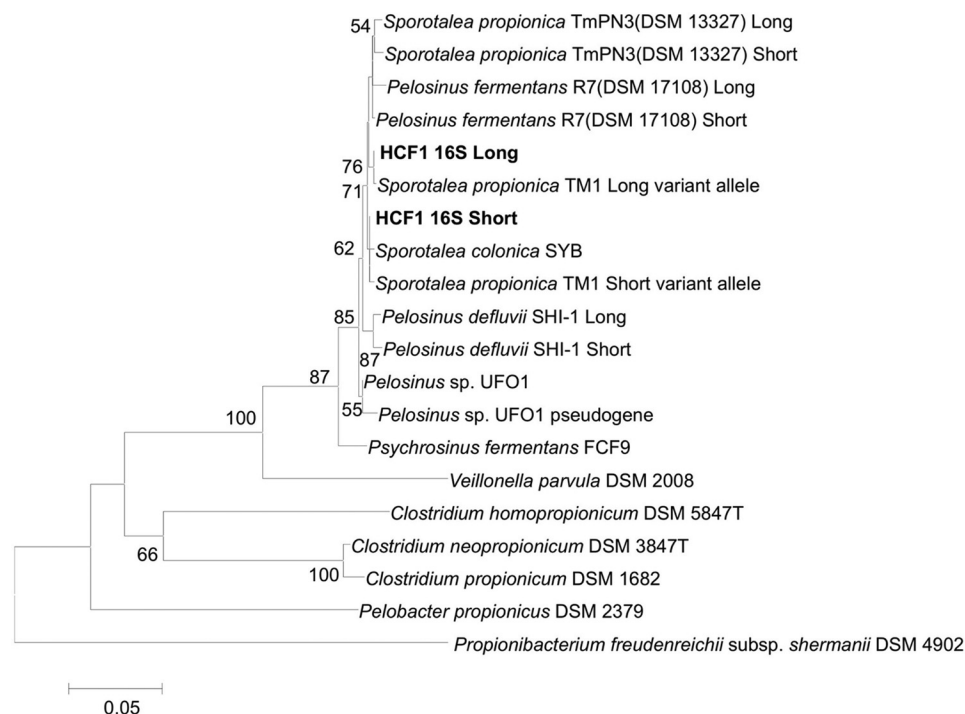 54
Sporotalea propionica TmPN3(DSM 13327) Long
Sporotalea propionica TmPN3(DSM 13327) Short
Pelosinus fermentans R7(DSM 17108) Long
Pelosinus fermentans R7(DSM 17108) Short
HCF1 16S Long
76
Sporotalea propionica TM1 Long variant allele
71
HCF1 16S Short
62
Sporotalea colonica SYB
Sporotalea propionica TM1 Short variant allele
85
Pelosinus defluvii SHI-1 Long
Pelosinus defluvii SHI-1 Short
87
87
Pelosinus sp. UFO1
55
Pelosinus sp. UFO1 pseudogene
100
Psychrosinus fermentans FCF9
Veillonella parvula DSM 2008
Clostridium homopropionicum DSM 5847T
66
Clostridium neopropionicum DSM 3847T
100
Clostridium propionicum DSM 1682
Pelobacter propionicus DSM 2379
Propionibacterium freudenreichii subsp. shermanii DSM 4902
0.05